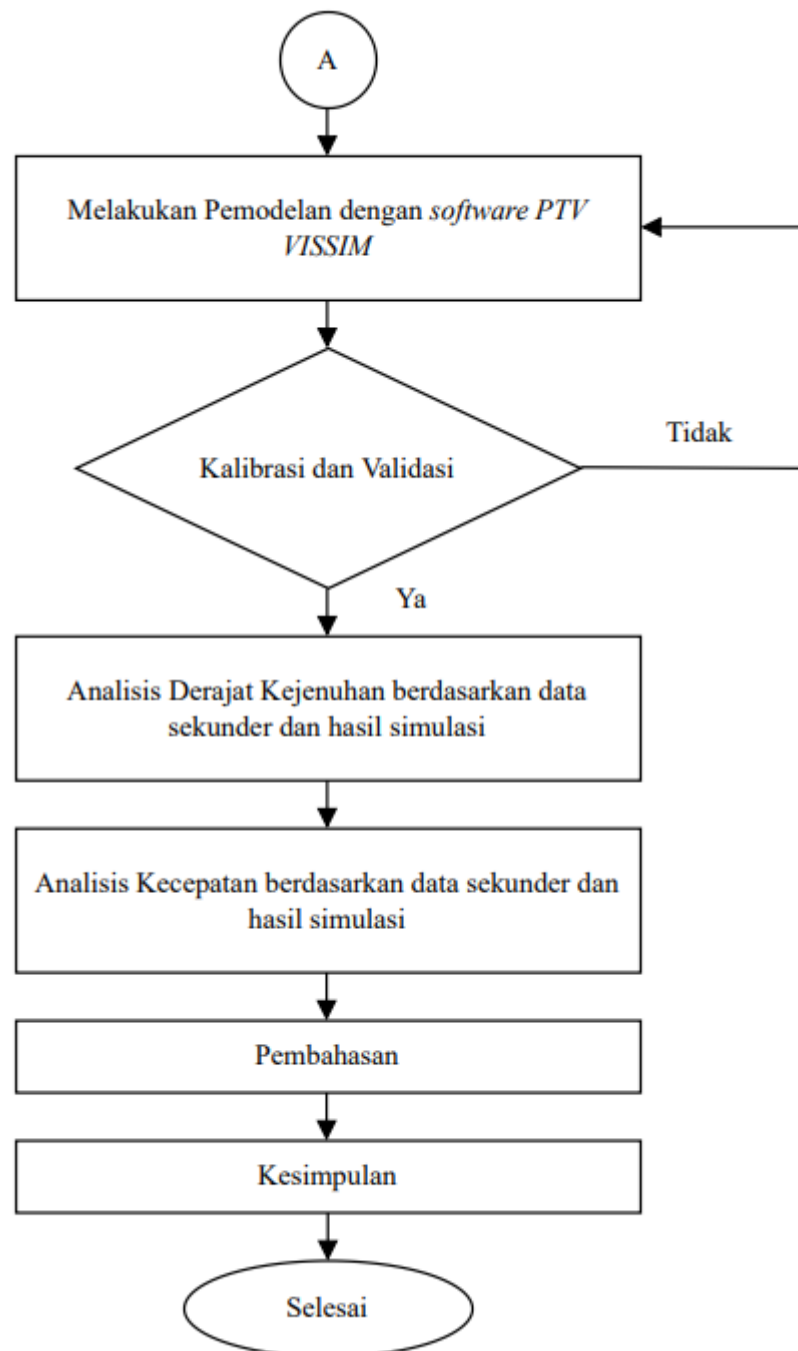 A
Melakukan Pemodelan dengan software PTV
VISSIM
Tidak
Kalibrasi dan Validasi
Ya
Analisis Derajat Kejenuhan berdasarkan data
sekunder dan hasil simulasi
Analisis Kecepatan berdasarkan data sekunder dan
hasil simulasi
Pembahasan
Kesimpulan
Selesai